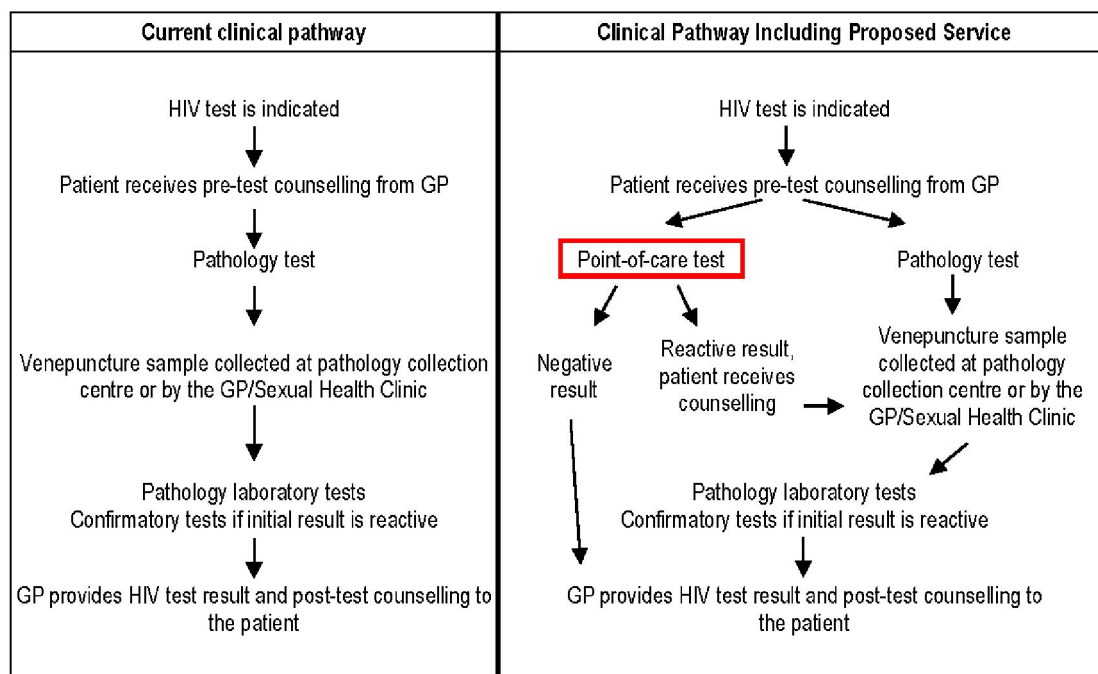 Current clinical pathway
HIV test is indicated
Patient receives pre-test counselling from GP
Pathology test
Venepuncture sample collected at pathology collection
centre or by the GP/Sexual Health Clinic
Pathology laboratory tests
Confirmatory tests if initial result is reactive
GP provides HIV test result and post-test counselling to
the patient
Clinical Pathway Including Proposed Service
HIV test is indicated
Patient receives pre-test counselling from GP
Point-of-care test
Pathology test
Negative
result
Reactive result,
patient receives
counselling
Venepuncture sample
collected at pathology
collection centre or by the
GP/Sexual Health Clinic
Pathology laboratory tests
Confirmatory tests if initial result is reactive
GP provides HIV test result and post-test counselling to
the patient